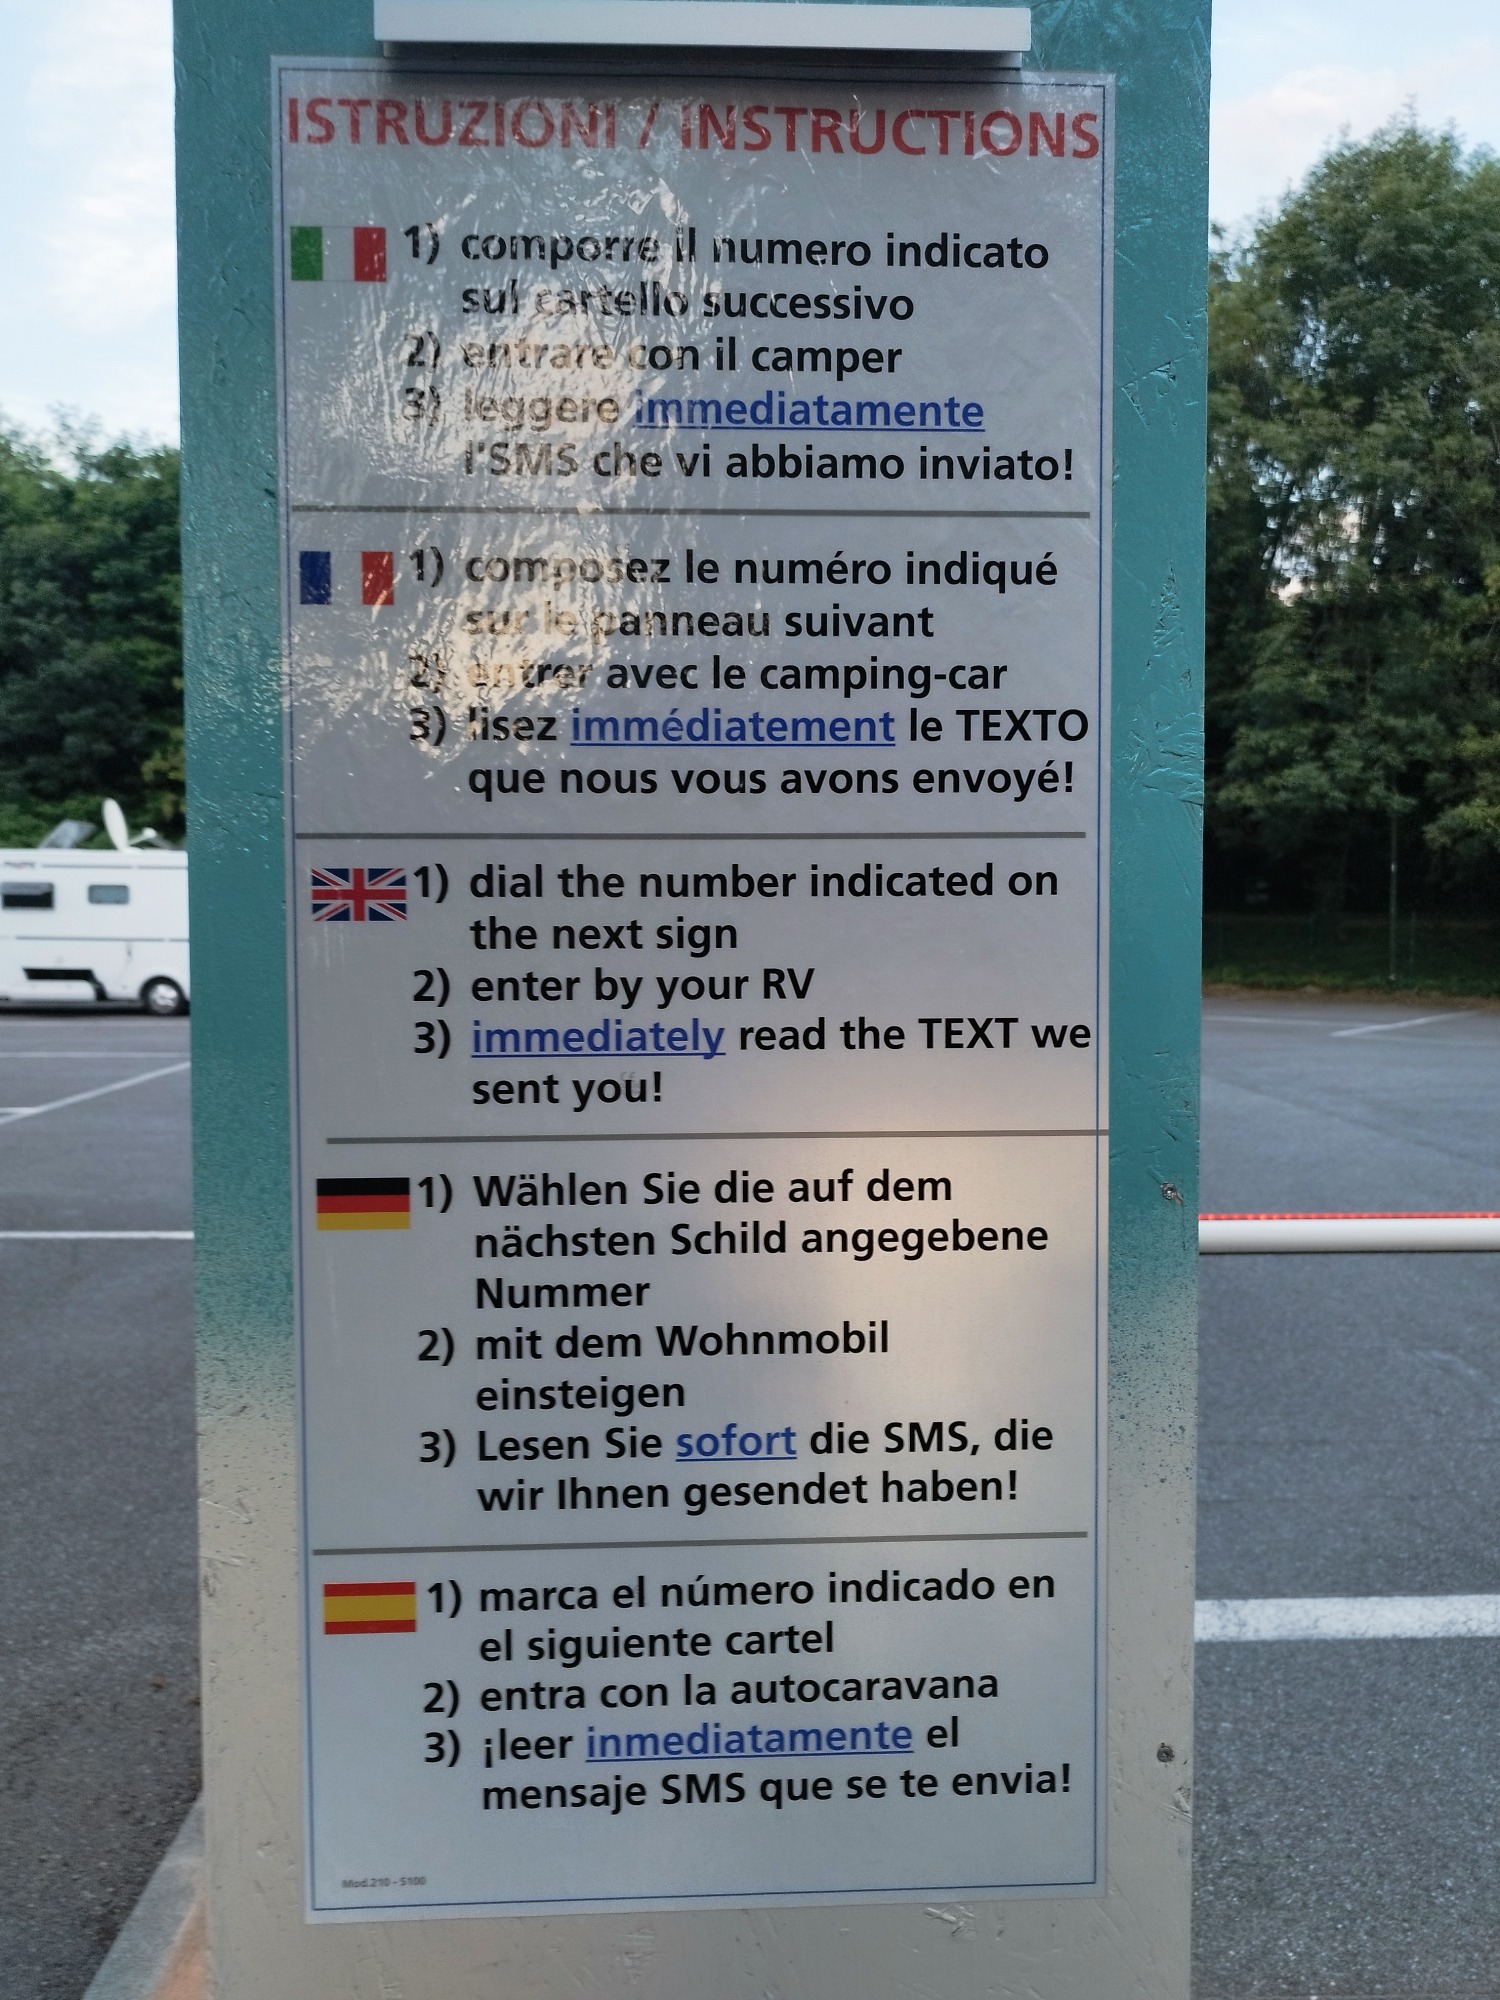 ISTRUZIONI / INSTRUCTIONS
1) comporre il numero indicato
sul cartello successivo
2) entrare con il camper
3) leggere immediatamente
l'SMS che vi abbiamo inviato!
1) composez le numéro indiqué
sur le panneau suivant
2) entrer avec le camping-car
3) lisez immédiatement le TEXTO
que nous vous avons envoyé!
1) dial the number indicated on
the next sign
2) enter by your RV
3) immediately read the TEXT we
sent you!
1) Wählen Sie die auf dem
nächsten Schild angegebene
Nummer
2) mit dem Wohnmobil
einsteigen
3) Lesen Sie sofort die SMS, die
wir Ihnen gesendet haben!
1) marca el número indicado en
el siguiente cartel
2) entra con la autocaravana
3) ¡leer inmediatamente el
mensaje SMS que se te envia!
Mod.210 - S100